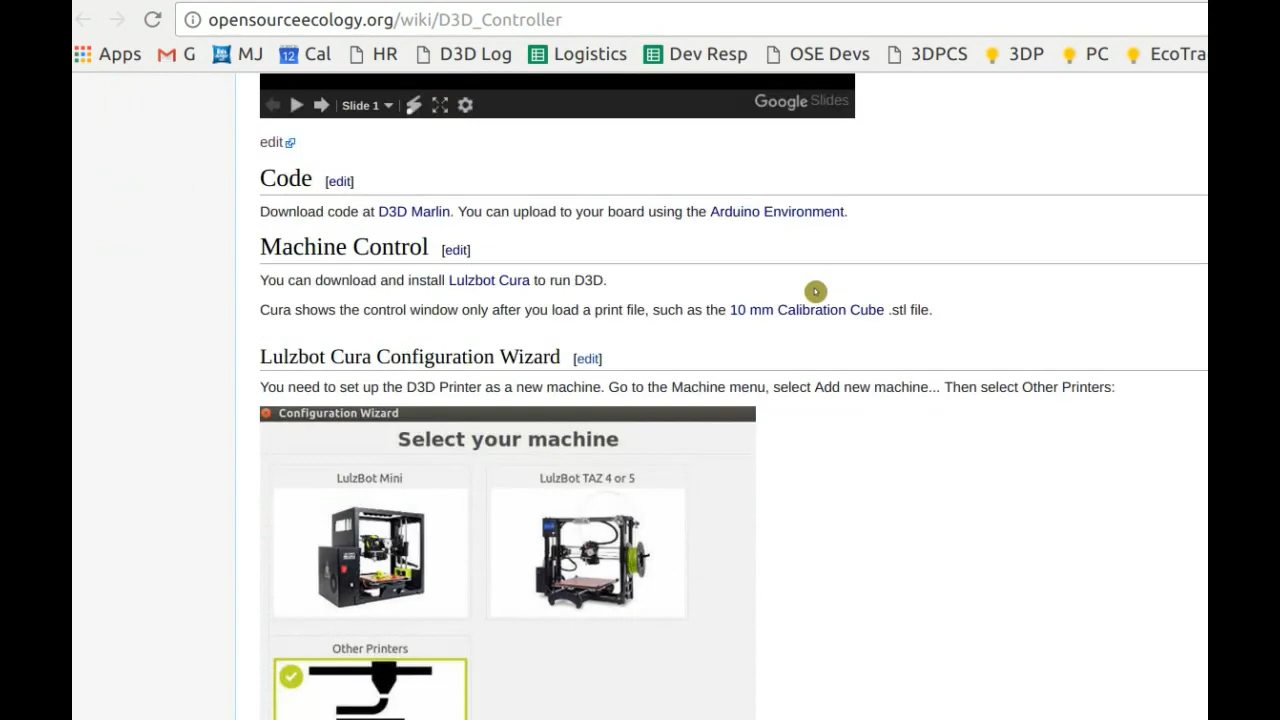 opensourceecology.org/wiki/D3D_Controller
Apps G MJ 12 Cal HR D3D Log Logistics Dev Resp OSE Devs 3DPCS 3DP PC EcoTra
Slide 1 Google Slides
edit
Code [edit]
Download code at D3D Marlin. You can upload to your board using the Arduino Environment.
Machine Control [edit]
You can download and install Lulzbot Cura to run D3D.
Cura shows the control window only after you load a print file, such as the 10 mm Calibration Cube .stl file.
Lulzbot Cura Configuration Wizard [edit]
You need to set up the D3D Printer as a new machine. Go to the Machine menu, select Add new machine... Then select Other Printers:
Configuration Wizard
Select your machine
LulzBot Mini LulzBot TAZ 4 or 5
Other Printers